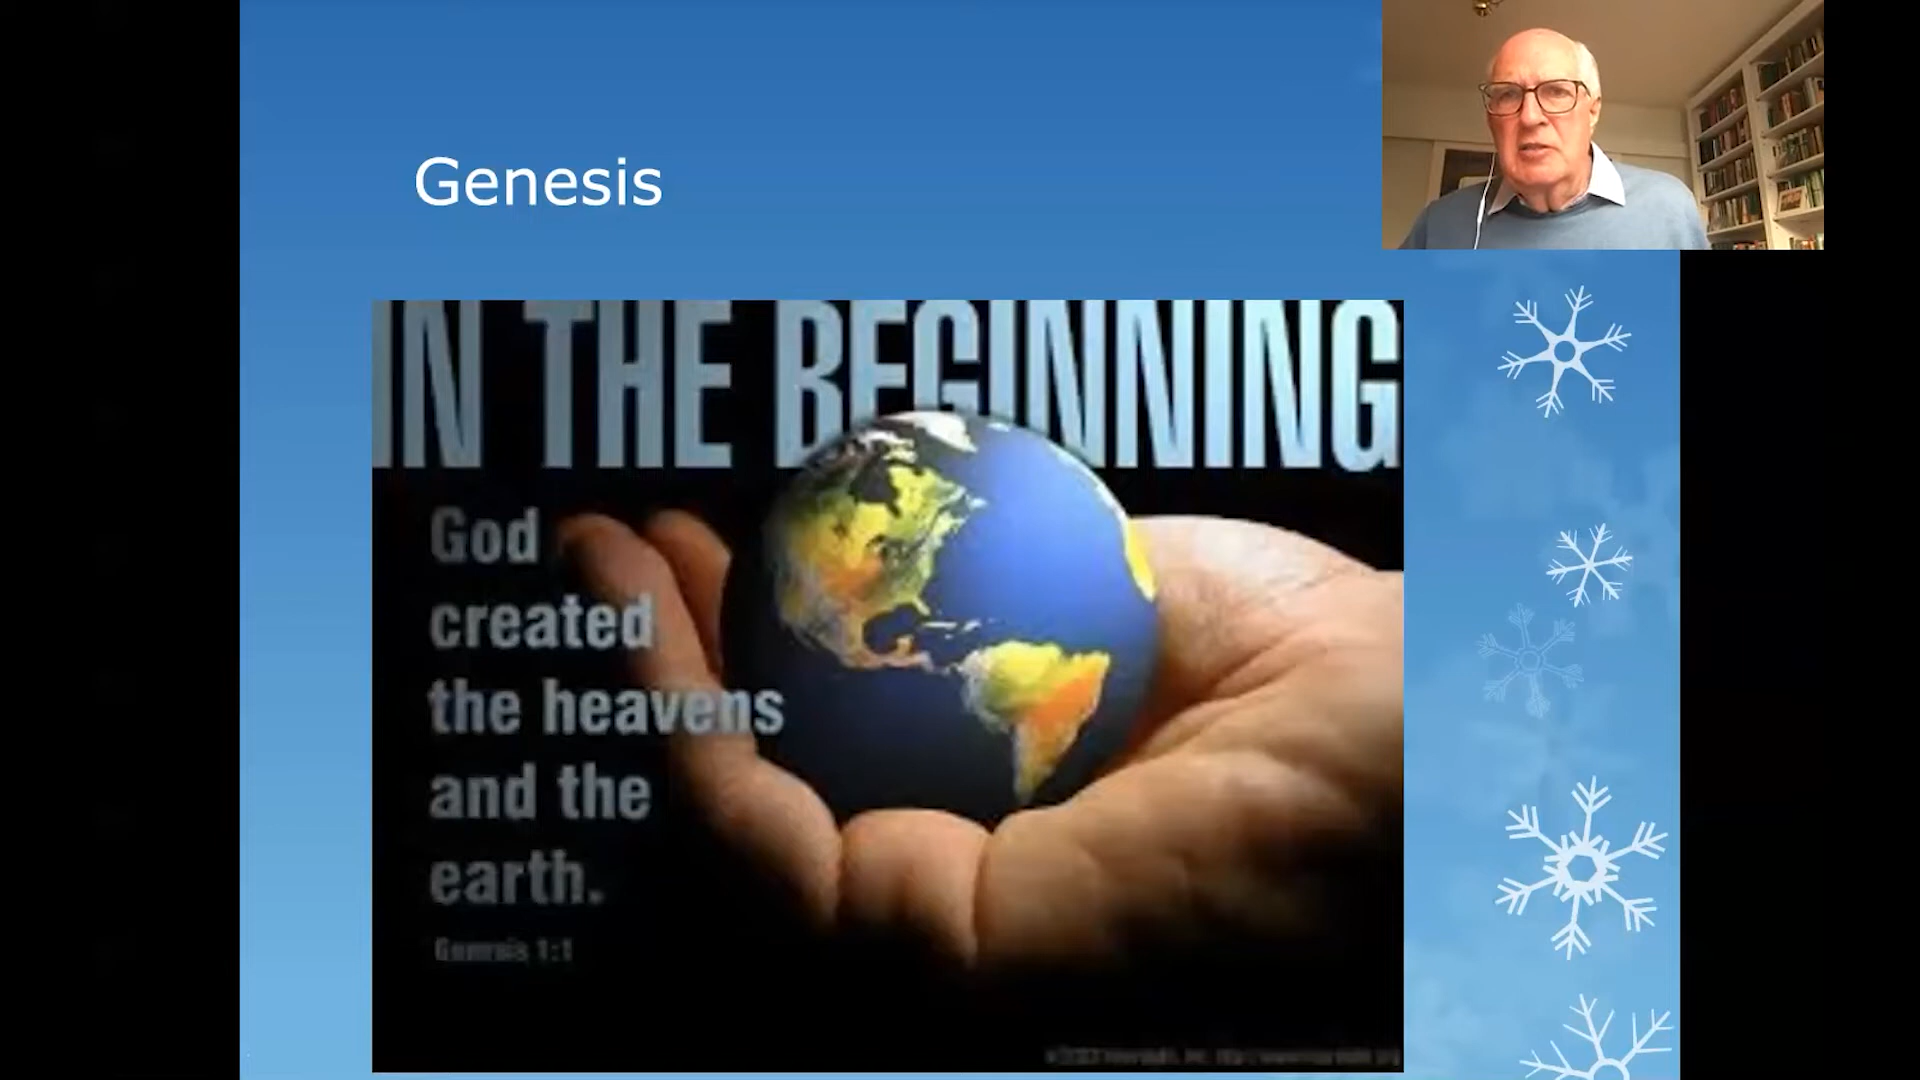 Genesis
IN THE BEGINNING
God
created
the heavens
and the
earth.
Genesis 1:1